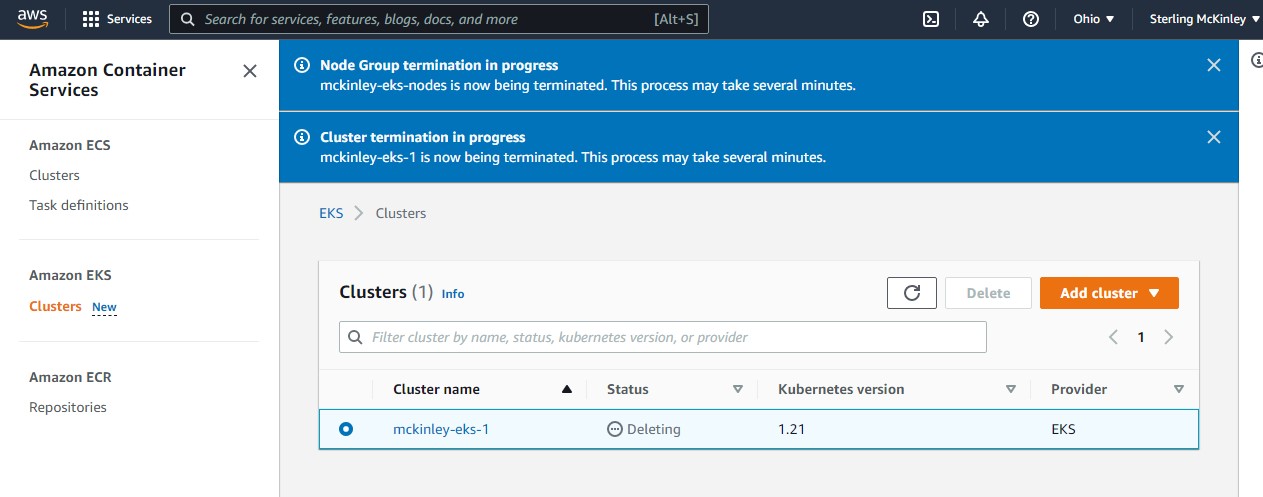 aws Services Search for services, features, blogs, docs, and more [Alt+S] Ohio Sterling McKinley
Amazon Container
Services
Amazon ECS
Clusters
Task definitions
Amazon EKS
Clusters New
Amazon ECR
Repositories
Node Group termination in progress
mckinley-eks-nodes is now being terminated. This process may take several minutes.
Cluster termination in progress
mckinley-eks-1 is now being terminated. This process may take several minutes.
EKS Clusters
Clusters (1) Info Delete Add cluster
Filter cluster by name, status, kubernetes version, or provider 1
Cluster name Status Kubernetes version Provider
mckinley-eks-1 Deleting 1.21 EKS